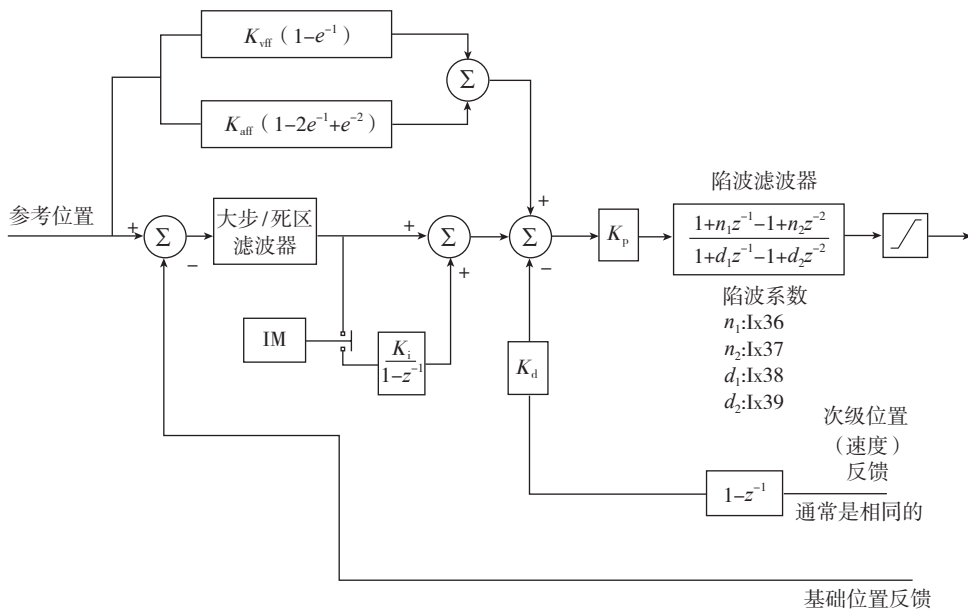 K_vff（1−e^−1）
Σ
K_aff（1−2e^−1+e^−2）
+
陷波滤波器
参考位置
+
Σ
−
大步/死区
滤波器
+
Σ
+
Σ
−
K_P
1+n_1z^−1−1+n_2z^−2
1+d_1z^−1−1+d_2z^−2
陷波系数
n_1:Ix36
n_2:Ix37
d_1:Ix38
d_2:Ix39
IM
K_i
1−z^−1
K_d
次级位置
（速度）
反馈
1−z^−1
通常是相同的
基础位置反馈